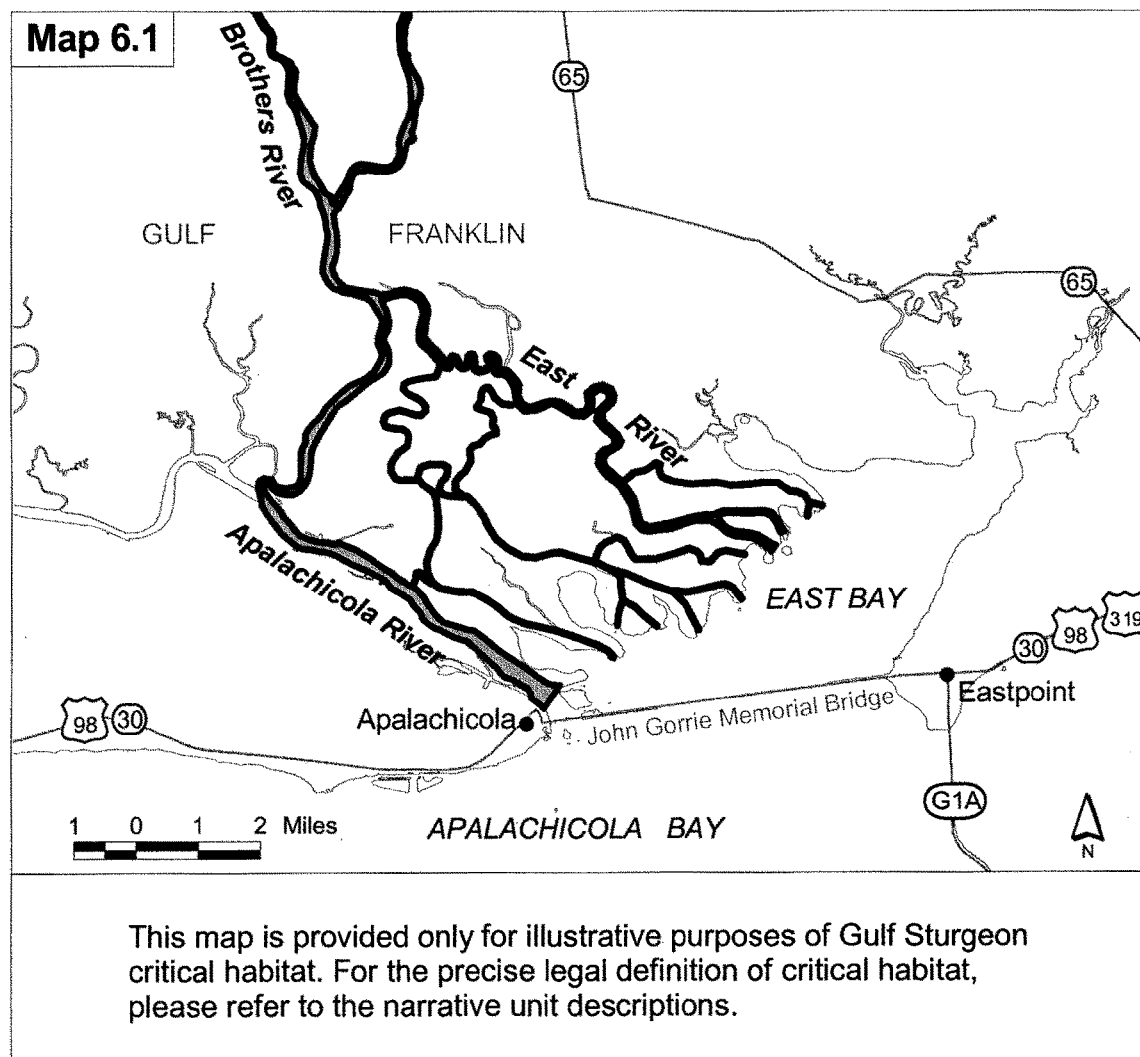 Map 6.1
65
Brothers River
GULF
FRANKLIN
65
East
River
Apalachicola River
EAST BAY
30
98
319
98
30
Apalachicola
John Gorrie Memorial Bridge
Eastpoint
G1A
1 0 1 2 Miles
APALACHICOLA BAY
N
This map is provided only for illustrative purposes of Gulf Sturgeon
critical habitat. For the precise legal definition of critical habitat,
please refer to the narrative unit descriptions.